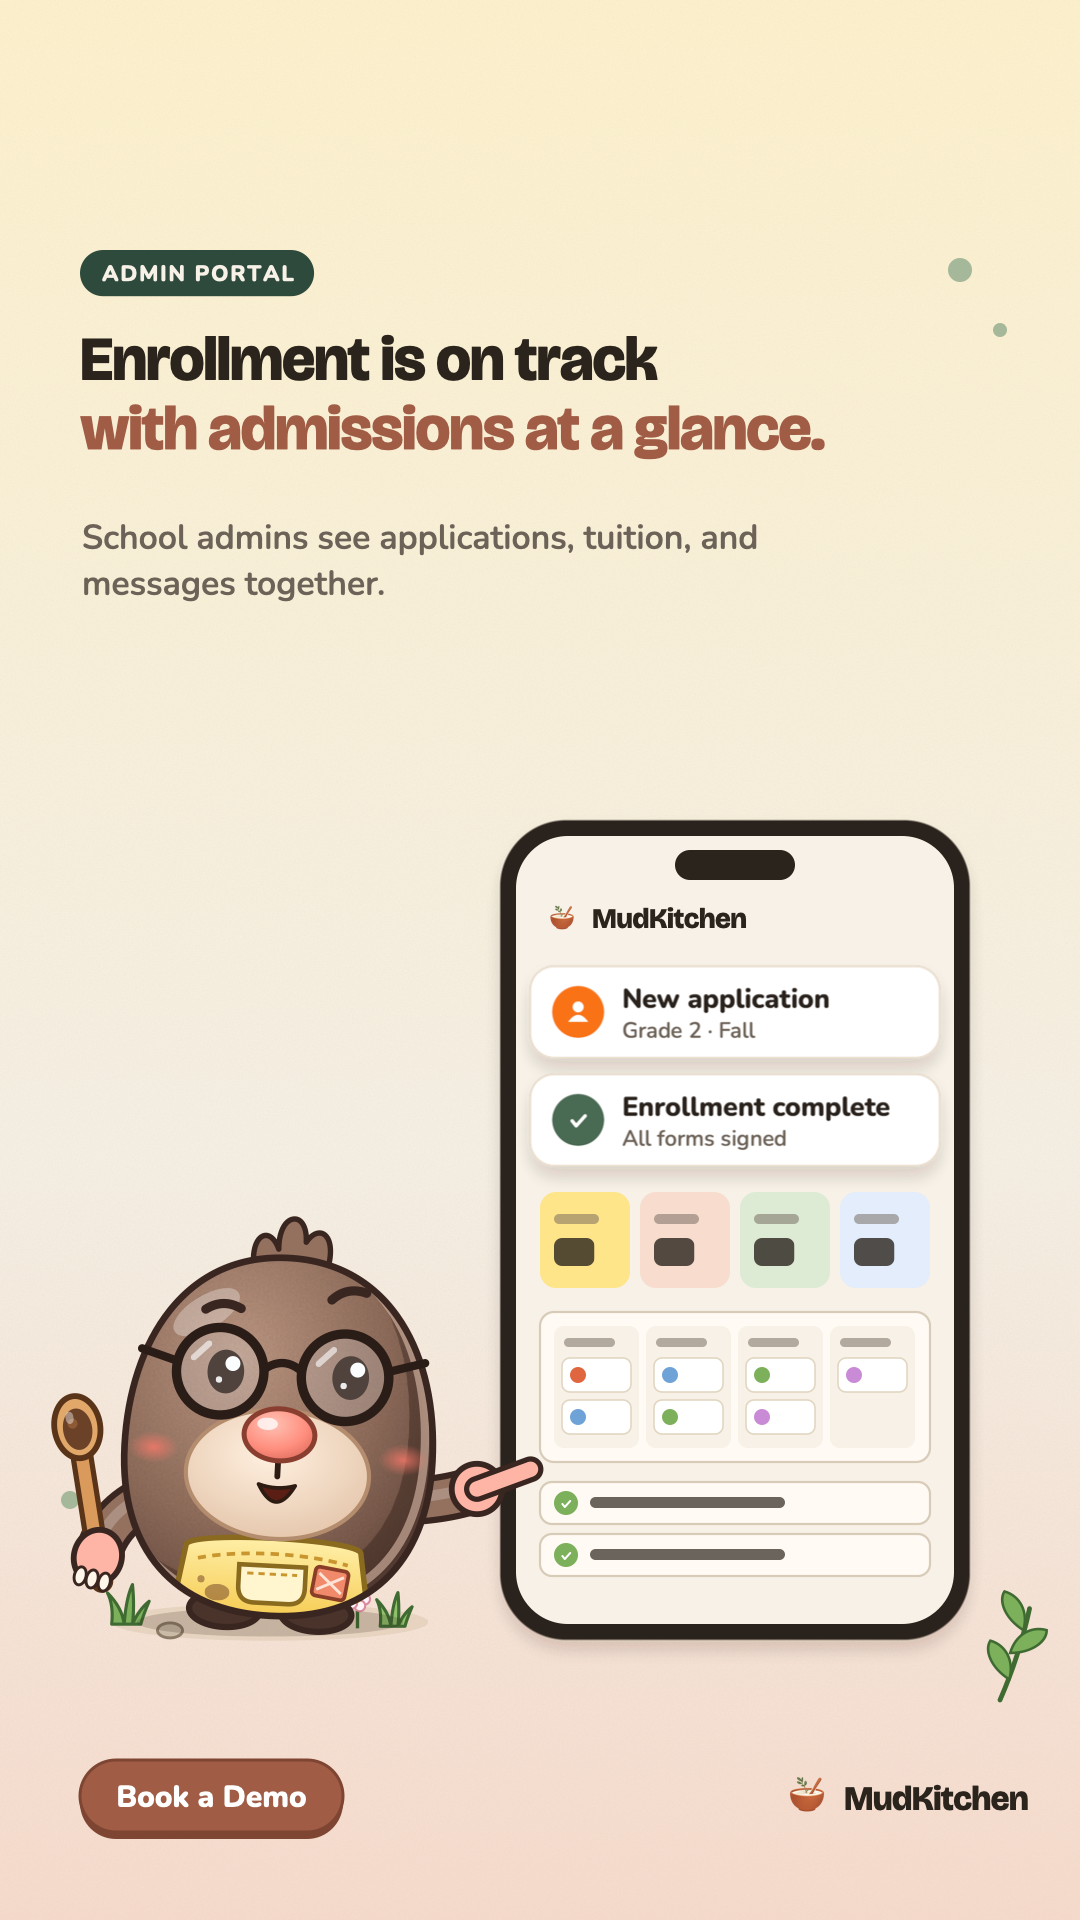 ADMIN PORTAL
Enrollment is on track
with admissions at a glance.
School admins see applications, tuition, and
messages together.
MudKitchen
New application
Grade 2 · Fall
Enrollment complete
All forms signed
Book a Demo
MudKitchen